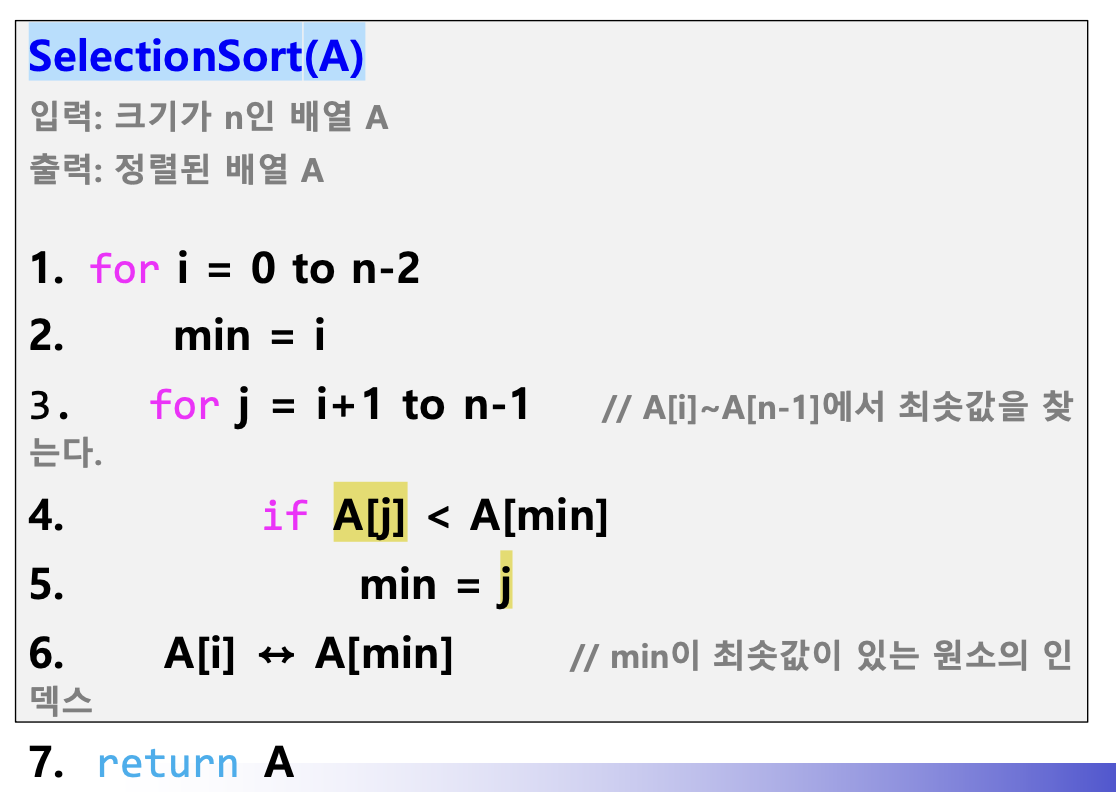 SelectionSort(A)
입력: 크기가 n인 배열 A
출력: 정렬된 배열 A
1. for i = 0 to n-2
2. min = i
3. for j = i+1 to n-1 // A[i]~A[n-1]에서 최솟값을 찾
는다.
4. if A[j] < A[min]
5. min = j
6. A[i] ↔ A[min] // min이 최솟값이 있는 원소의 인
덱스
7. return A